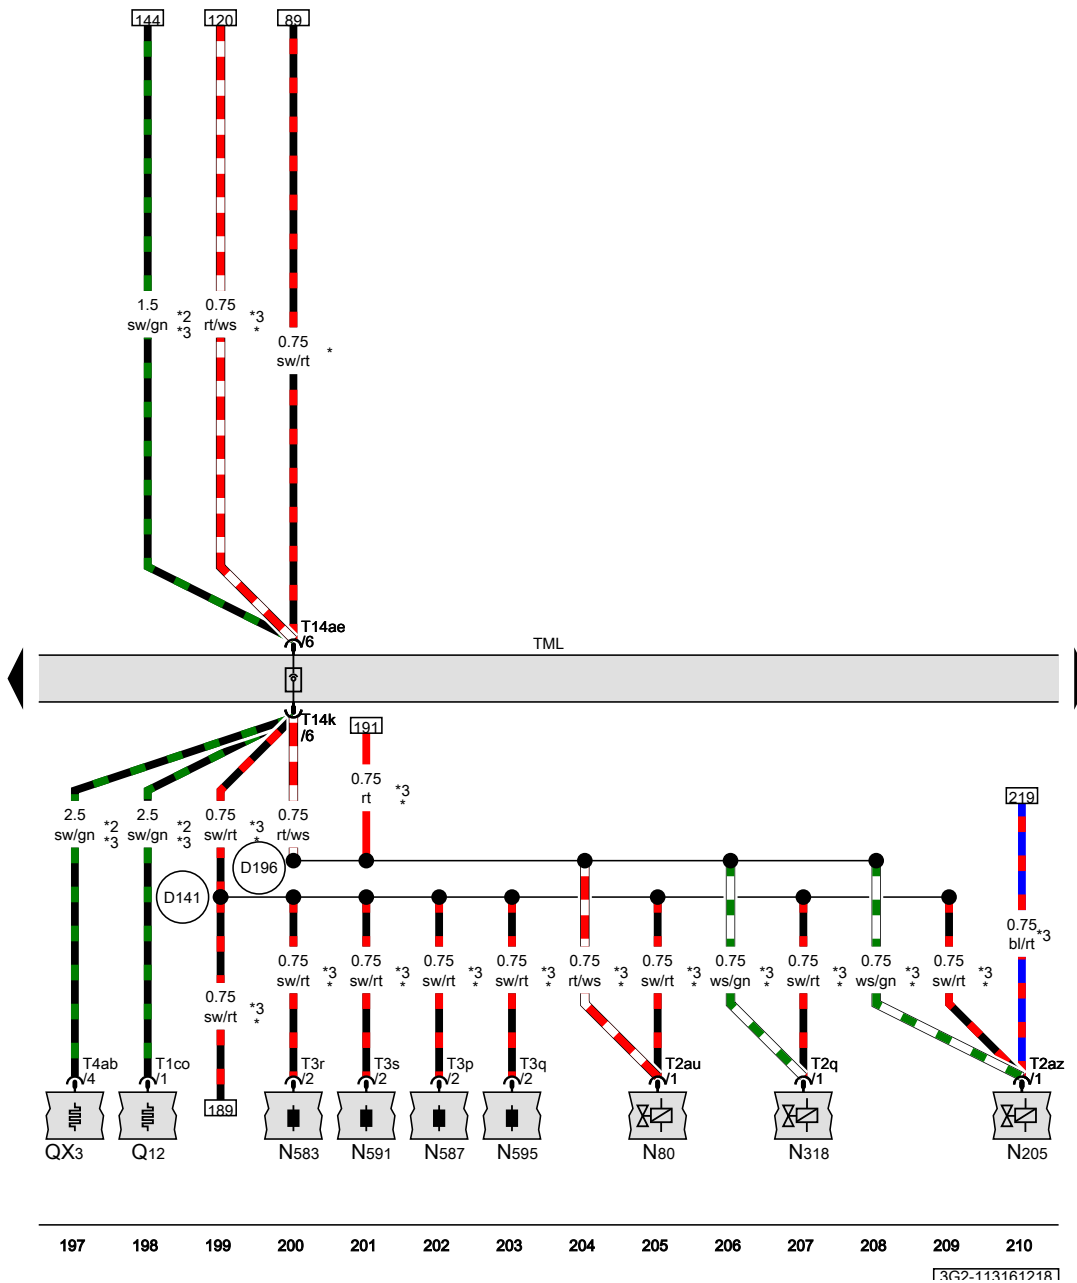 144 120 89
1.5 sw/gn *2 *3
0.75 rt/ws *3 *
0.75 sw/rt *
T14ae /6
TML
T14k /6
191
0.75 rt *3 *
2.5 sw/gn *2 *3
2.5 sw/gn *2 *3
0.75 sw/rt *3 *
0.75 rt/ws
219
D196
D141
0.75 bl/rt *3
0.75 sw/rt *3 *
0.75 sw/rt *3 *
0.75 sw/rt *3 *
0.75 sw/rt *3 *
0.75 rt/ws *3 *
0.75 sw/rt *3 *
0.75 ws/gn *3 *
0.75 sw/rt *3 *
0.75 ws/gn *3 *
0.75 sw/rt *3 *
0.75 sw/rt *3 *
T4ab /4
T1co /1
T3r /2
T3s /2
T3p /2
T3q /2
T2au /1
T2q /1
T2az /1
189
QX3 Q12 N583 N591 N587 N595 N80 N318 N205
197 198 199 200 201 202 203 204 205 206 207 208 209 210
3G2-113161218